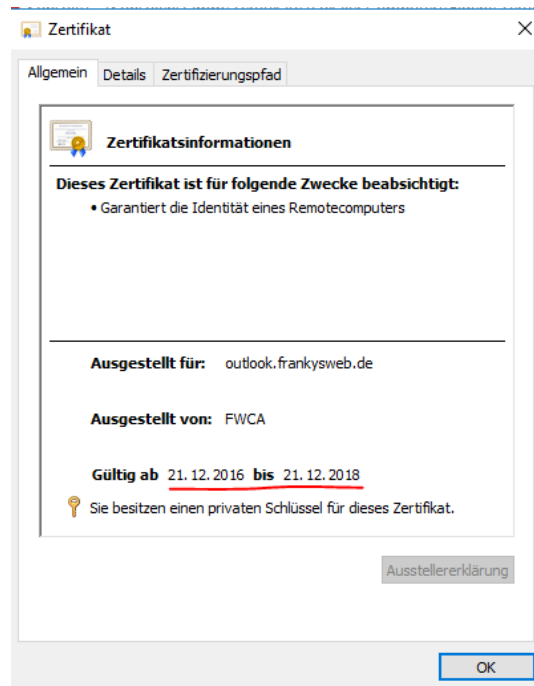 Zertifikat
Allgemein Details Zertifizierungspfad
Zertifikatsinformationen
Dieses Zertifikat ist für folgende Zwecke beabsichtigt:
• Garantiert die Identität eines Remotecomputers
Ausgestellt für: outlook.frankysweb.de
Ausgestellt von: FWCA
Gültig ab 21.12.2016 bis 21.12.2018
Sie besitzen einen privaten Schlüssel für dieses Zertifikat.
Ausstellererklärung
OK